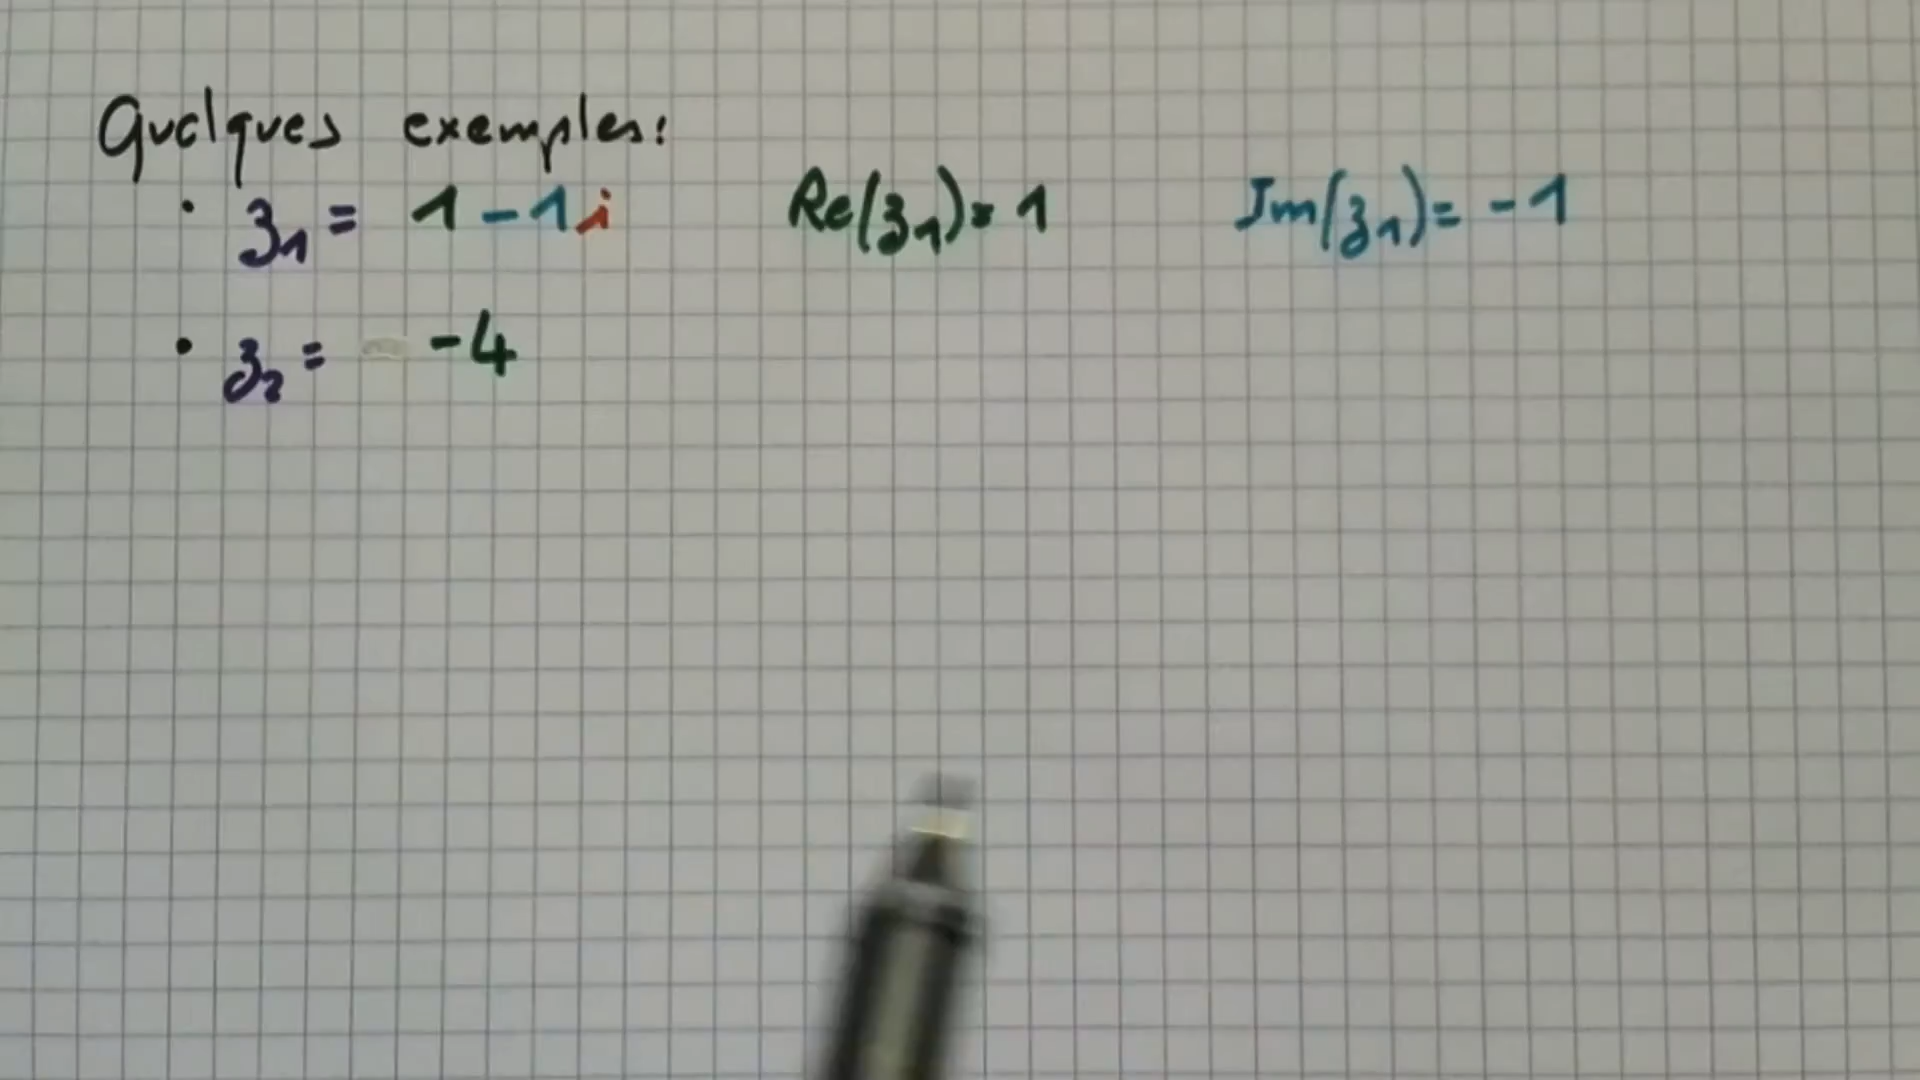 Quelques exemples:
• z₁ = 1 - 1i Re(z₁) = 1 Im(z₁) = -1
• z₂ = -4